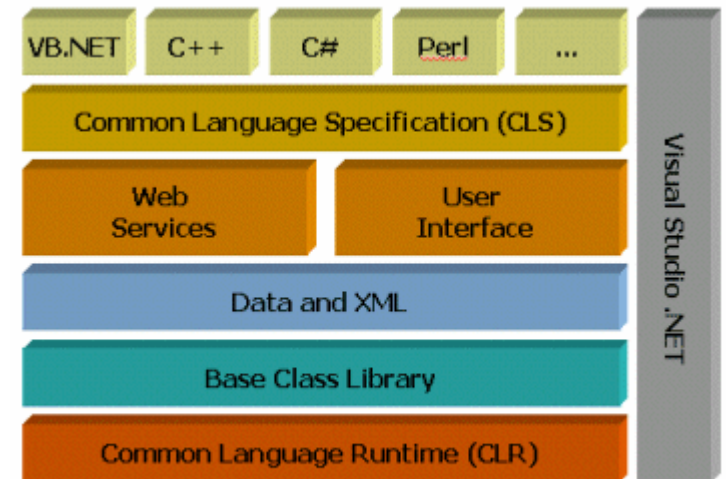 VB.NET
C++
C#
Perl
...
Common Language Specification (CLS)
Web
Services
User
Interface
Data and XML
Base Class Library
Common Language Runtime (CLR)
Visual Studio .NET